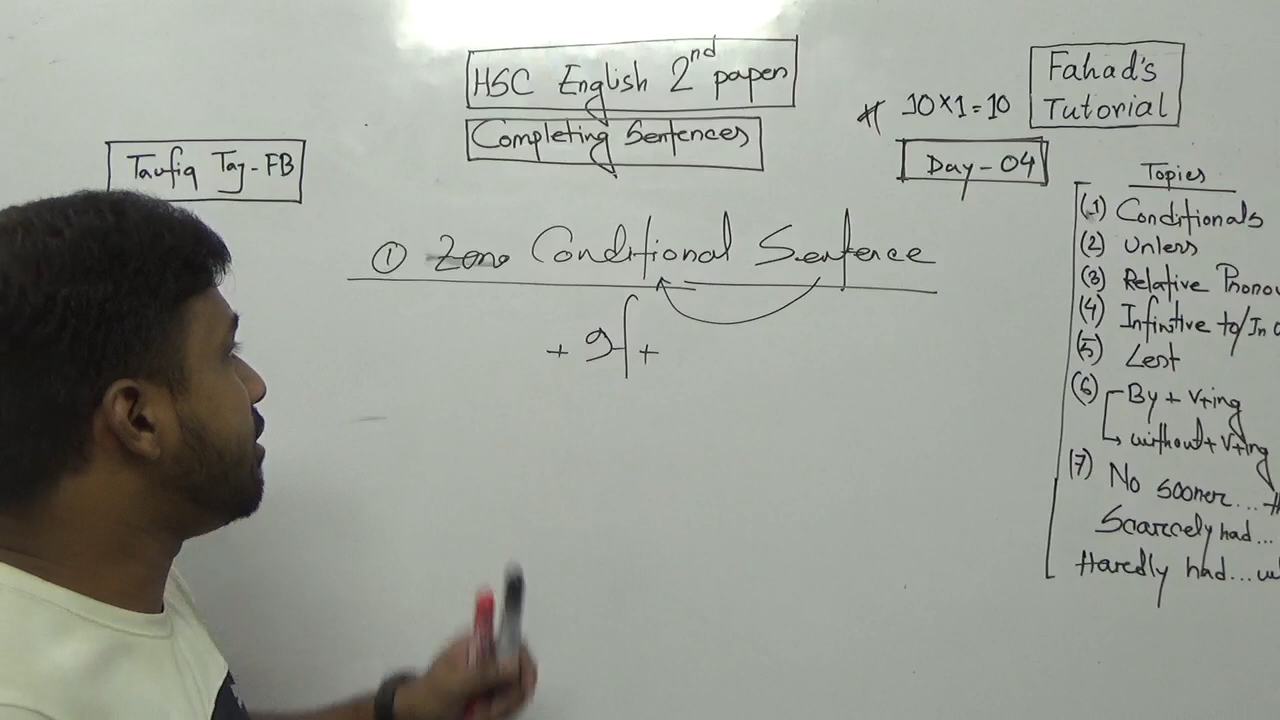 HSC English 2nd paper
Completing Sentences
# 10×1=10
Fahad's
Tutorial
Day-04
Taufiq Taj-FB
① Zero Conditional Sentence
+ If +
Topics
(1) Conditionals
(2) Unless
(3) Relative Pronou
(4) Infinitive to/In o
(5) Lest
(6) By + V+ing
without + V+ing
(7) No sooner...
Scarcely had...
Hardly had...